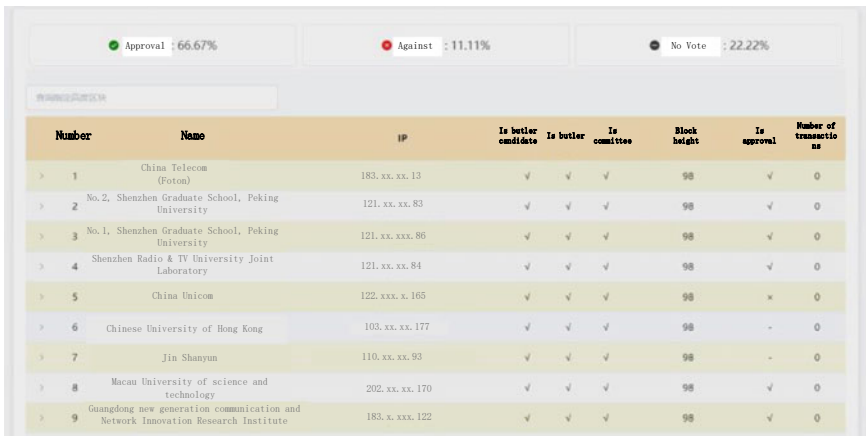 Approval : 66.67%
Against : 11.11%
No Vote : 22.22%
Number Name IP Is butler candidate Is butler Is committee Block height Is approval Number of transactio ns
> 1 China Telecom (Foton) 183.xx.xx.13 √ √ √ 98 √ 0
> 2 No.2, Shenzhen Graduate School, Peking University 121.xx.xx.83 √ √ √ 98 √ 0
> 3 No.1, Shenzhen Graduate School, Peking University 121.xx.xxx.86 √ √ √ 98 √ 0
> 4 Shenzhen Radio & TV University Joint Laboratory 121.xx.xx.84 √ √ √ 98 √ 0
> 5 China Unicom 122.xxx.x.165 √ √ √ 98 × 0
> 6 Chinese University of Hong Kong 103.xx.xx.177 √ √ √ 98 - 0
> 7 Jin Shanyun 110.xx.xx.93 √ √ √ 98 - 0
> 8 Macau University of science and technology 202.xx.xx.170 √ √ √ 98 √ 0
> 9 Guangdong new generation communication and Network Innovation Research Institute 183.x.xxx.122 √ √ √ 98 √ 0